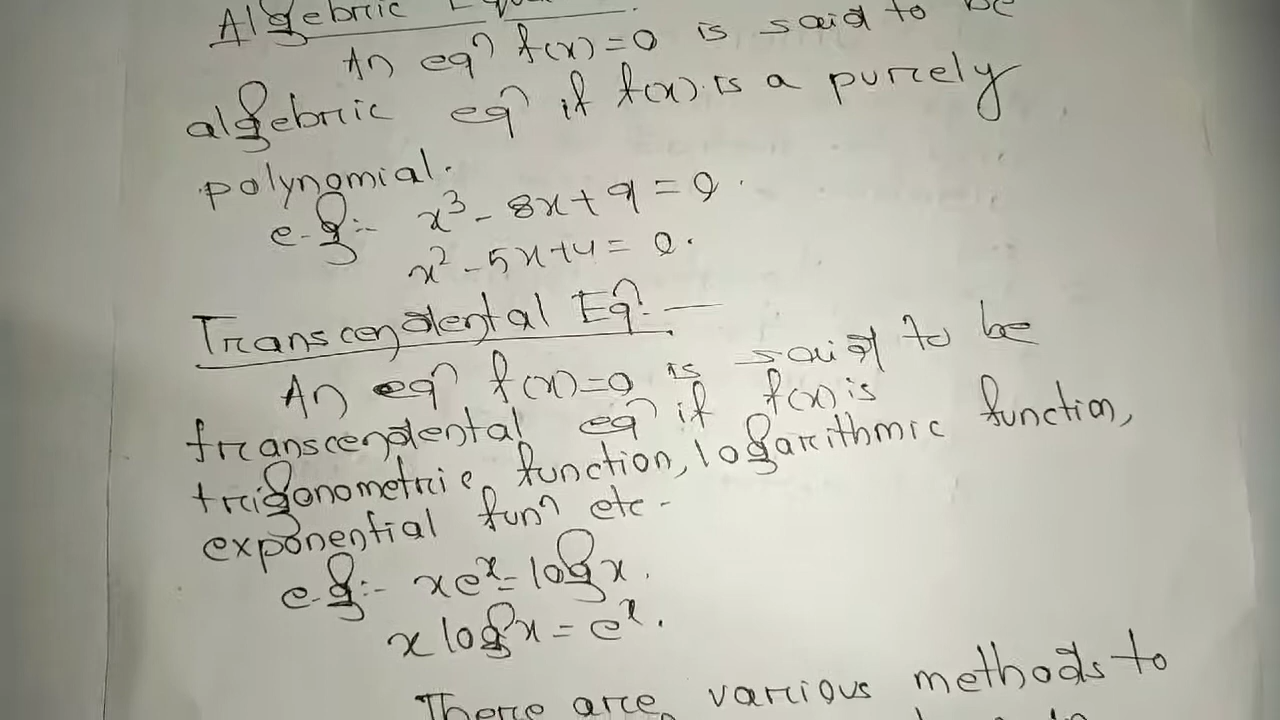 Algebric Equ
An eqn f(x)=0 is said to be
algebric eqn if f(x) is a purely
polynomial.
e.g:- x³ - 8x + 9 = 0.
x² - 5x + 4 = 0.
Transcendental Eqn. —
An eqn f(x)=0 is said to be
transcendental eqn if f(x) is
trigonometric function, logarithmic function,
exponential funn etc -
e.g:- xeˣ = log x.
x log x = eˣ.
There are various methods to